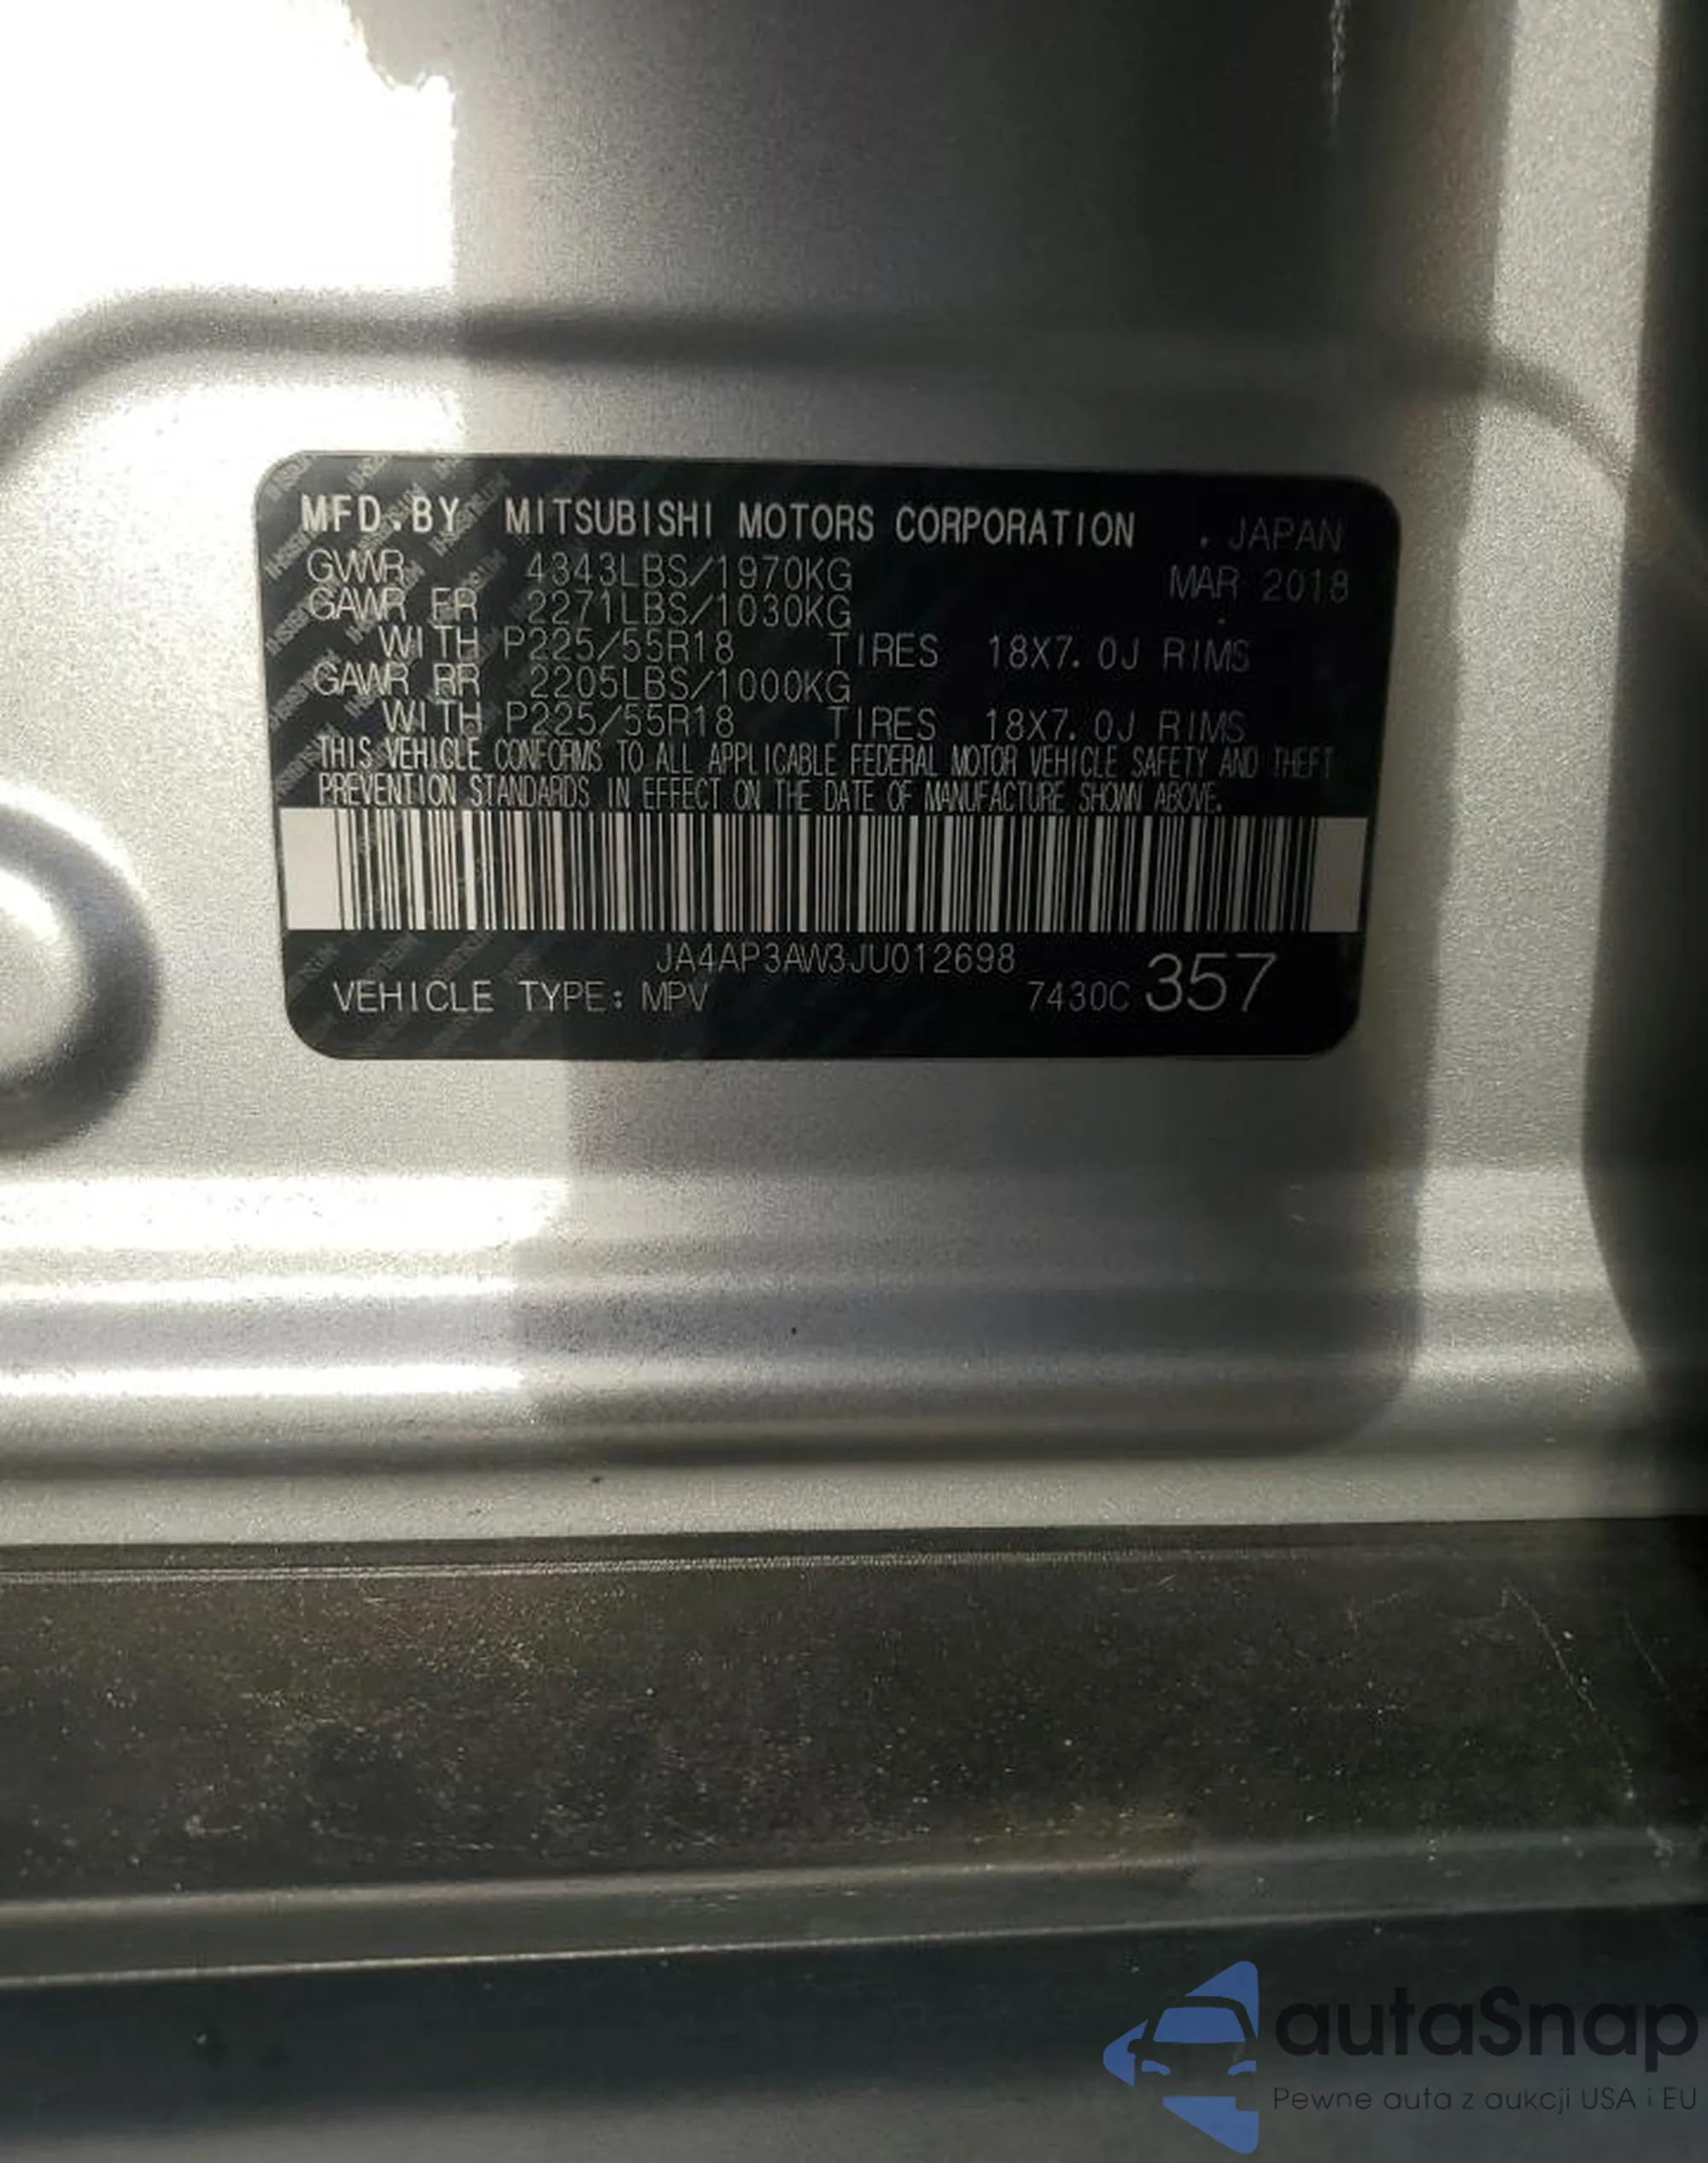 MFD.BY MITSUBISHI MOTORS CORPORATION . JAPAN
GVWR 4343LBS/1970KG MAR 2018
GAWR FR 2271LBS/1030KG
WITH P225/55R18 TIRES 18X7.0J RIMS
GAWR RR 2205LBS/1000KG
WITH P225/55R18 TIRES 18X7.0J RIMS
THIS VEHICLE CONFORMS TO ALL APPLICABLE FEDERAL MOTOR VEHICLE SAFETY AND THEFT
PREVENTION STANDARDS IN EFFECT ON THE DATE OF MANUFACTURE SHOWN ABOVE.
JA4AP3AW3JU012698
VEHICLE TYPE: MPV 7430C 357
autaSnap
Pewne auta z aukcji USA i EU